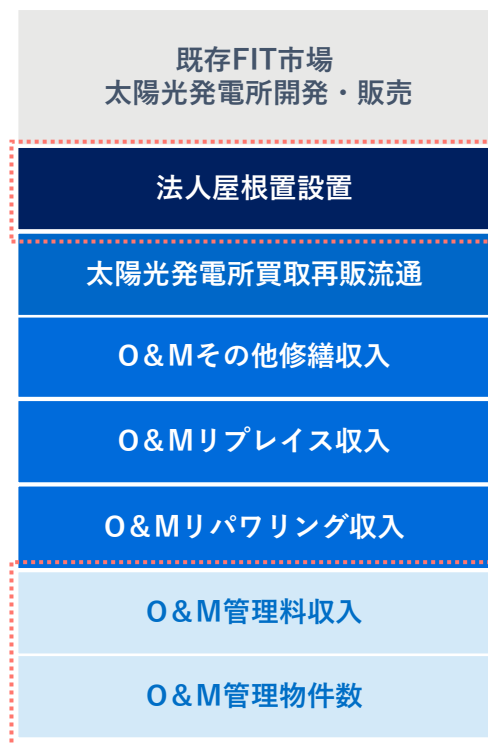 既存FIT市場
太陽光発電所開発・販売
法人屋根置設置
太陽光発電所買取再販流通
O＆Mその他修繕収入
O＆Mリプレイス収入
O＆Mリパワリング収入
O＆M管理料収入
O＆M管理物件数